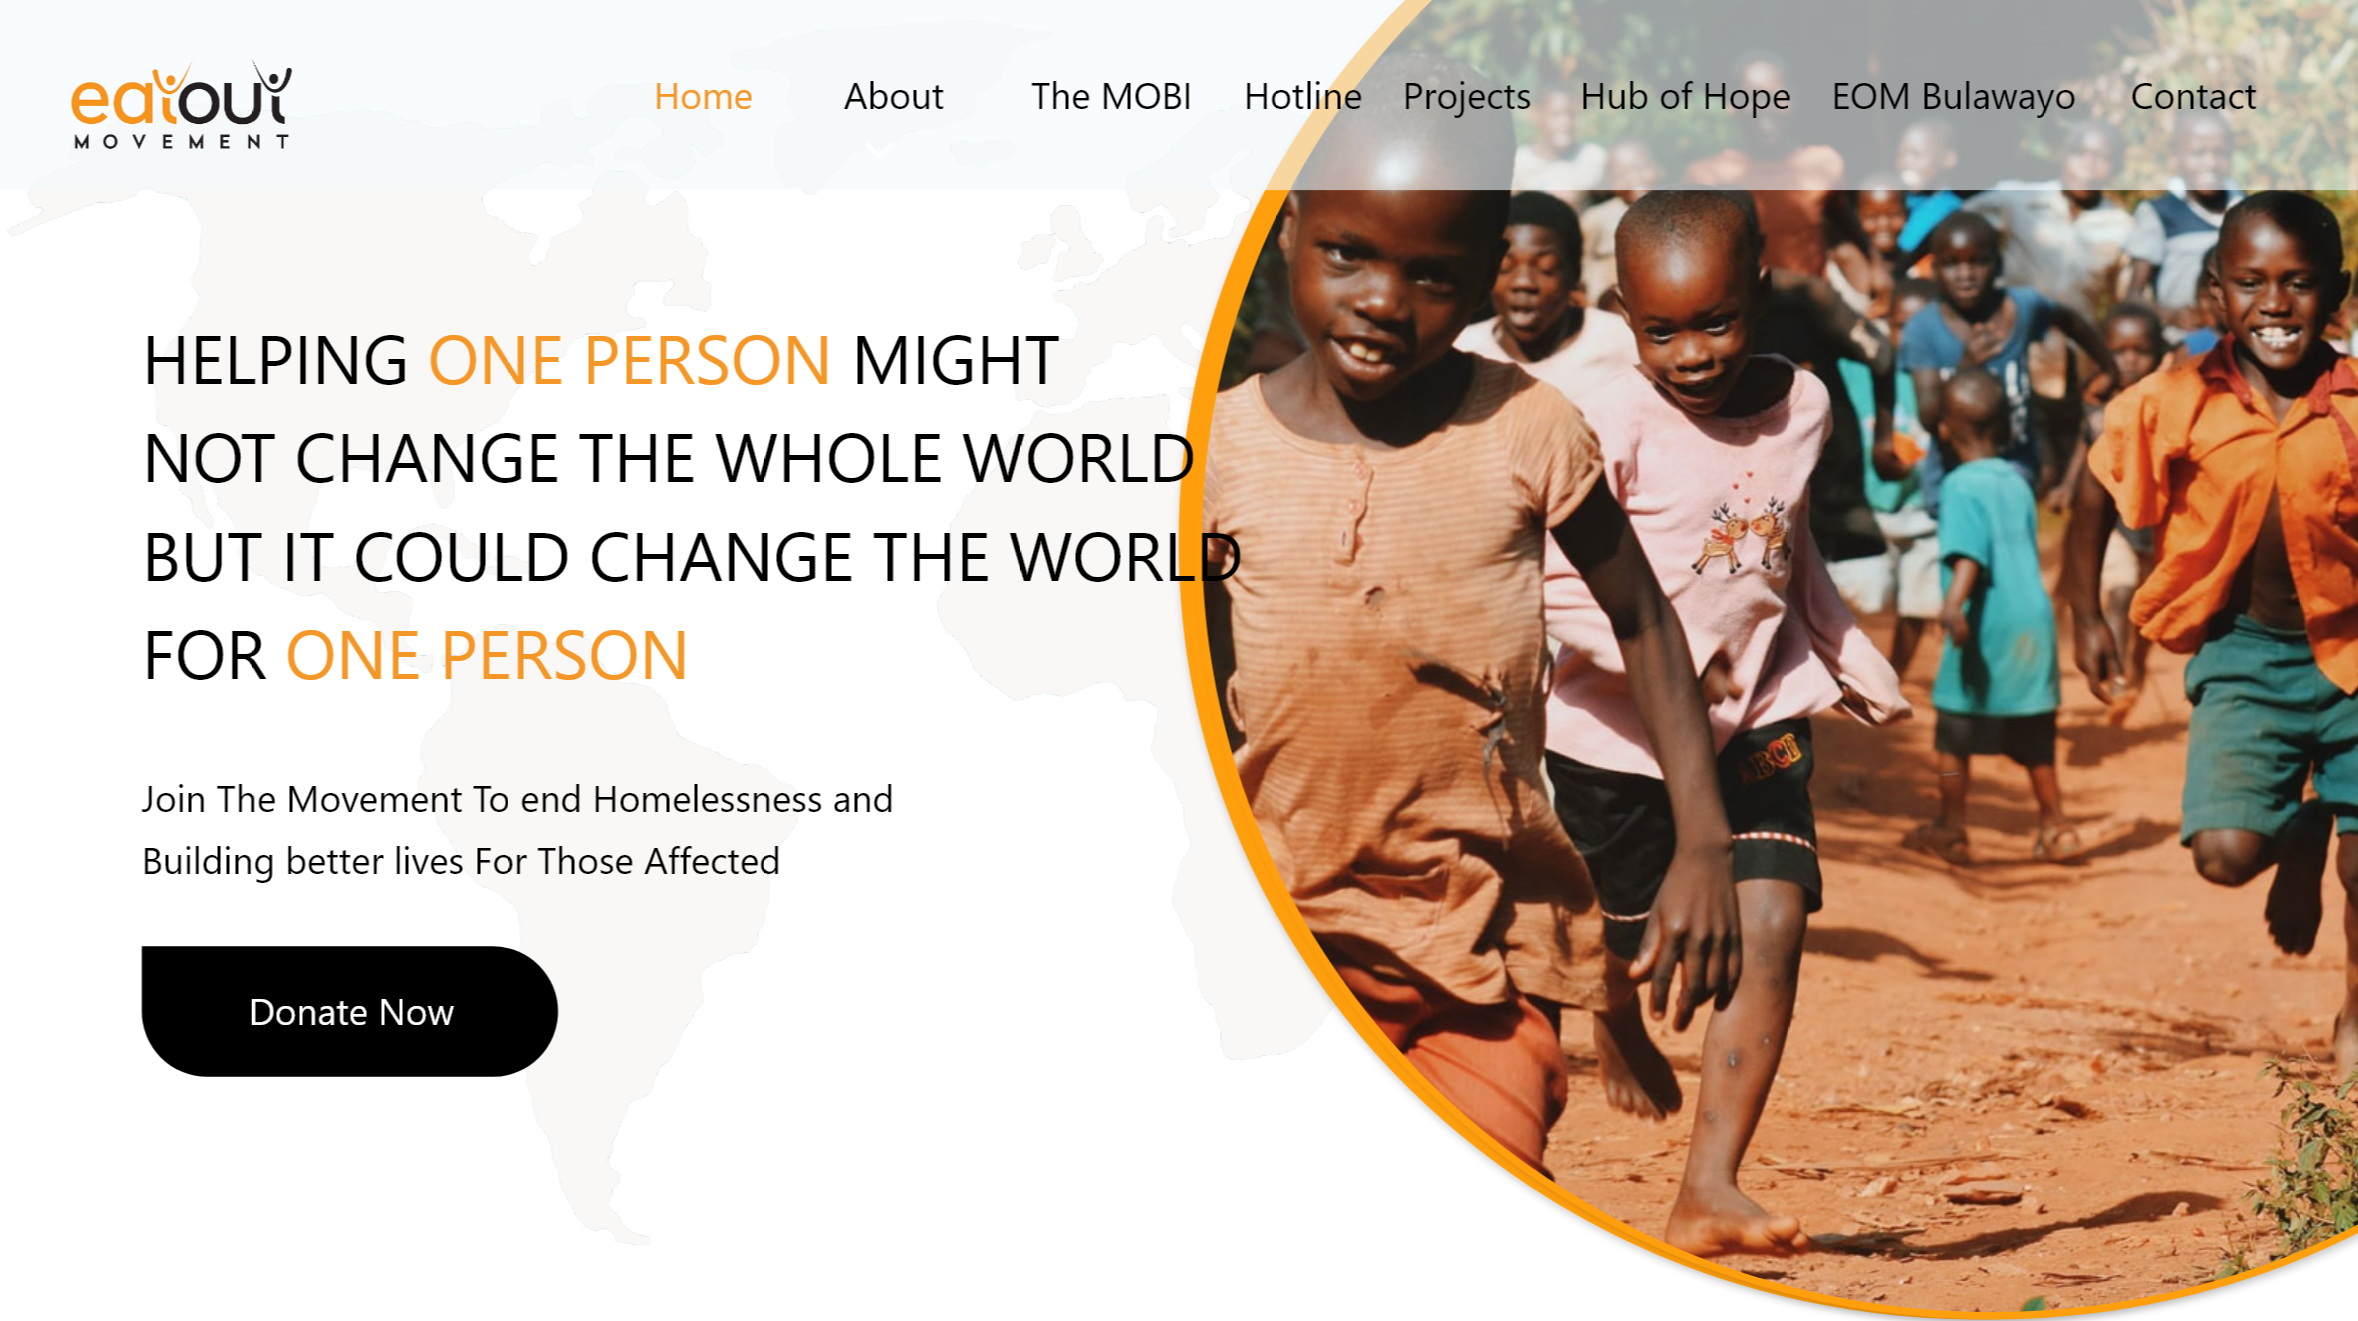 eatout
MOVEMENT
Home About The MOBI Hotline Projects Hub of Hope EOM Bulawayo Contact
HELPING ONE PERSON MIGHT
NOT CHANGE THE WHOLE WORLD
BUT IT COULD CHANGE THE WORLD
FOR ONE PERSON
Join The Movement To end Homelessness and
Building better lives For Those Affected
Donate Now
ABCD